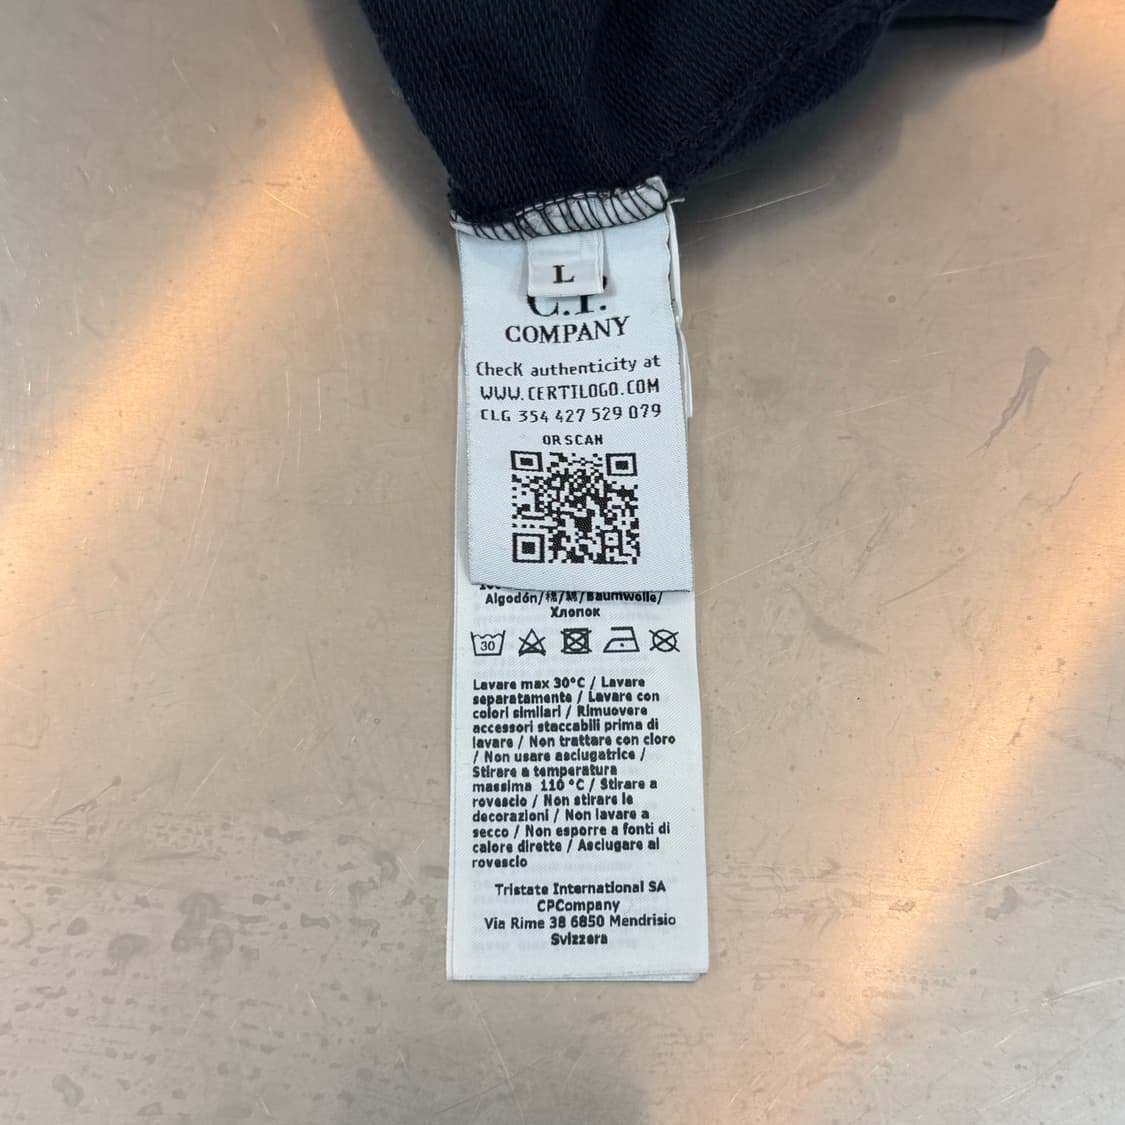 L
C.P.
COMPANY
Check authenticity at
WWW.CERTILOGO.COM
CLG 354 427 529 079
OR SCAN
Algodón/棉/綿/Baumwolle/
Хлопок
30
Lavare max 30°C / Lavare
separatamente / Lavare con
colori similari / Rimuovere
accessori staccabili prima di
lavare / Non trattare con cloro
/ Non usare asciugatrice /
Stirare a temperatura
massima 110 °C / Stirare a
rovescio / Non stirare le
decorazioni / Non lavare a
secco / Non esporre a fonti di
calore dirette / Asciugare al
rovescio
Tristate International SA
CPCompany
Via Rime 38 6850 Mendrisio
Svizzera